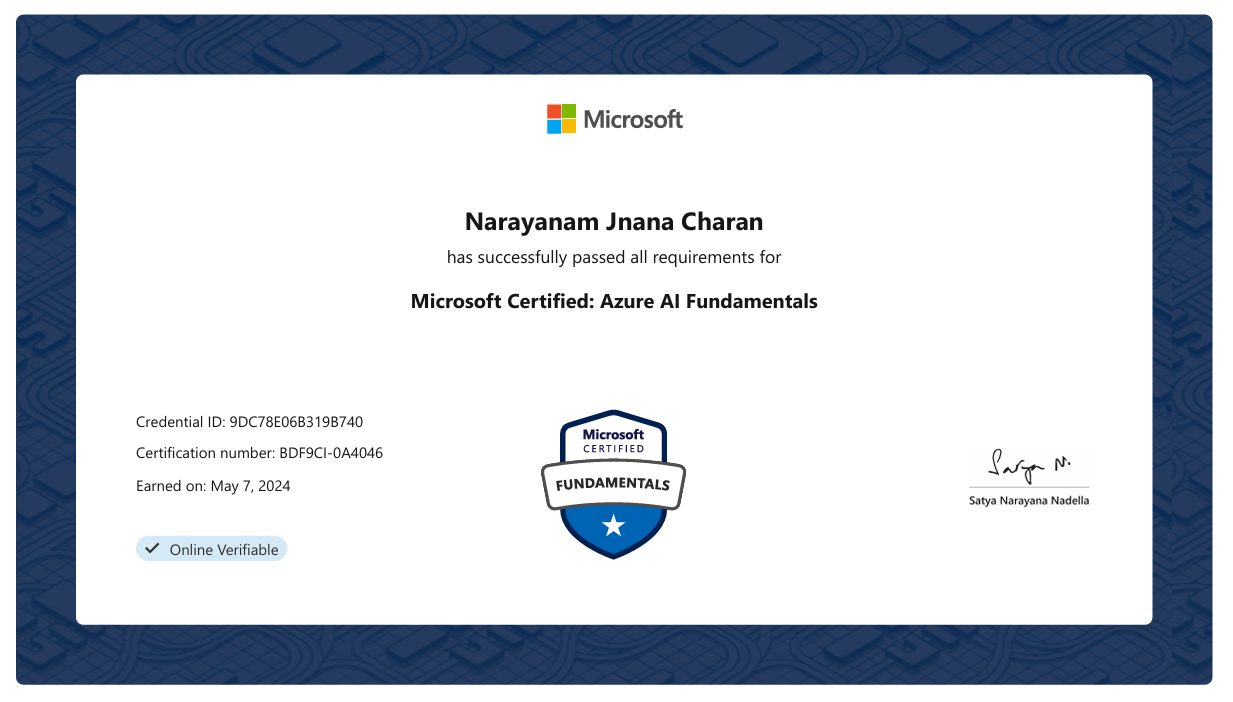 Microsoft
Narayanam Jnana Charan
has successfully passed all requirements for
Microsoft Certified: Azure AI Fundamentals
Credential ID: 9DC78E06B319B740
Certification number: BDF9CI-0A4046
Earned on: May 7, 2024
Online Verifiable
Microsoft
CERTIFIED
FUNDAMENTALS
Satya N.
Satya Narayana Nadella